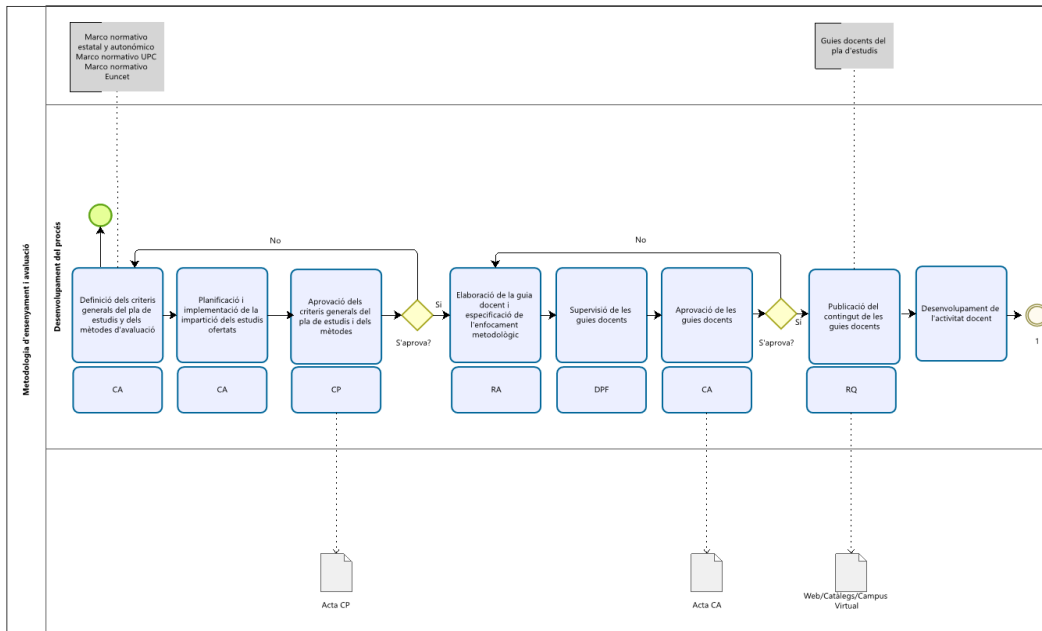 Marco normativo
estatal y autonómico
Marco normativo UPC
Marco normativo
Euncet
Guies docents del
pla d'estudis
Metodologia d'ensenyament i avaluació
Desenvolupament del procés
No
No
Definició dels criteris
generals del pla de
estudis y dels
mètodes d'avaluació
Planificació i
implementació de la
impartició dels estudis
ofertats
Aprovació dels
criteris generals del
pla de estudis i dels
mètodes
Si
S'aprova?
Elaboració de la guia
docent i
especificació de
l'enfocament
metodològic
Supervisió de les
guies docents
Aprovació de les
guies docents
Si
S'aprova?
Publicació del
contingut de les
guies docents
Desenvolupament de
l'activitat docent
1
CA
CA
CP
RA
DPF
CA
RQ
Acta CP
Acta CA
Web/Catàlegs/Campus
Virtual